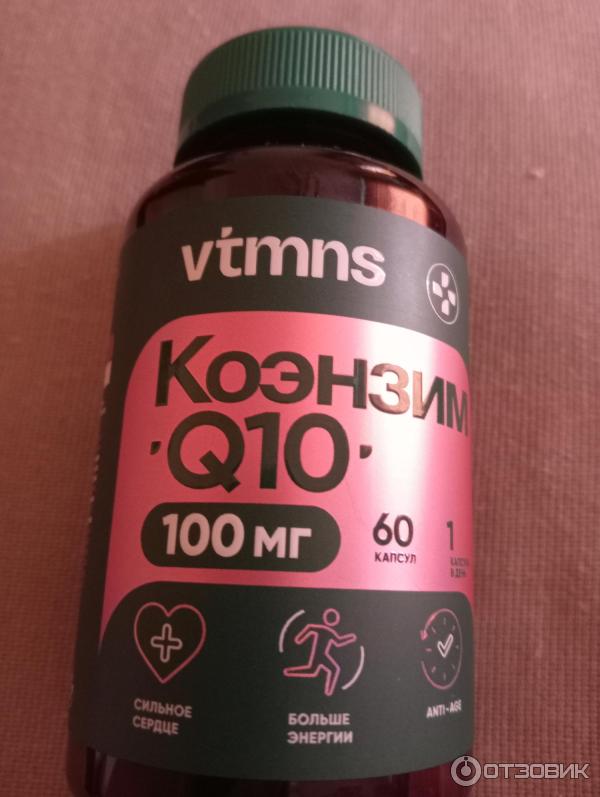 vtmns
Коэнзим
Q10
100 мг
60
КАПСУЛ
1
КАПСУЛА
В ДЕНЬ
СИЛЬНОЕ
СЕРДЦЕ
БОЛЬШЕ
ЭНЕРГИИ
ANTI-AGE
ОТЗОВИК